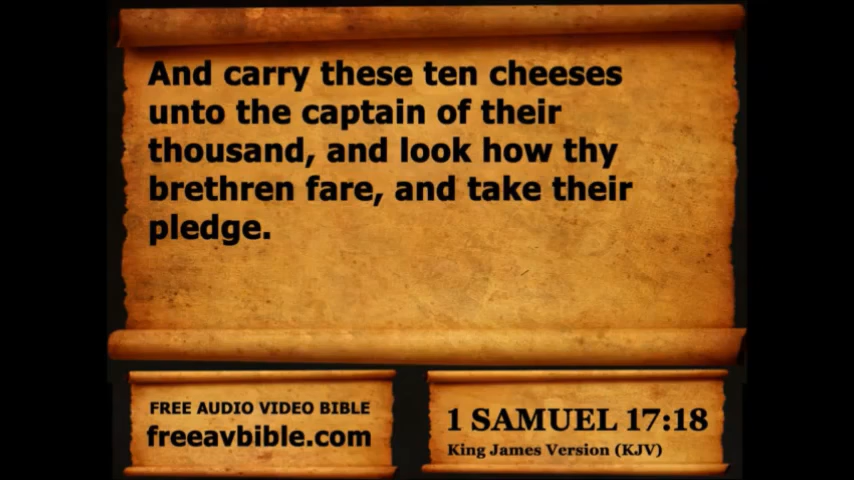 And carry these ten cheeses
unto the captain of their
thousand, and look how thy
brethren fare, and take their
pledge.
FREE AUDIO VIDEO BIBLE
freeavbible.com
1 SAMUEL 17:18
King James Version (KJV)